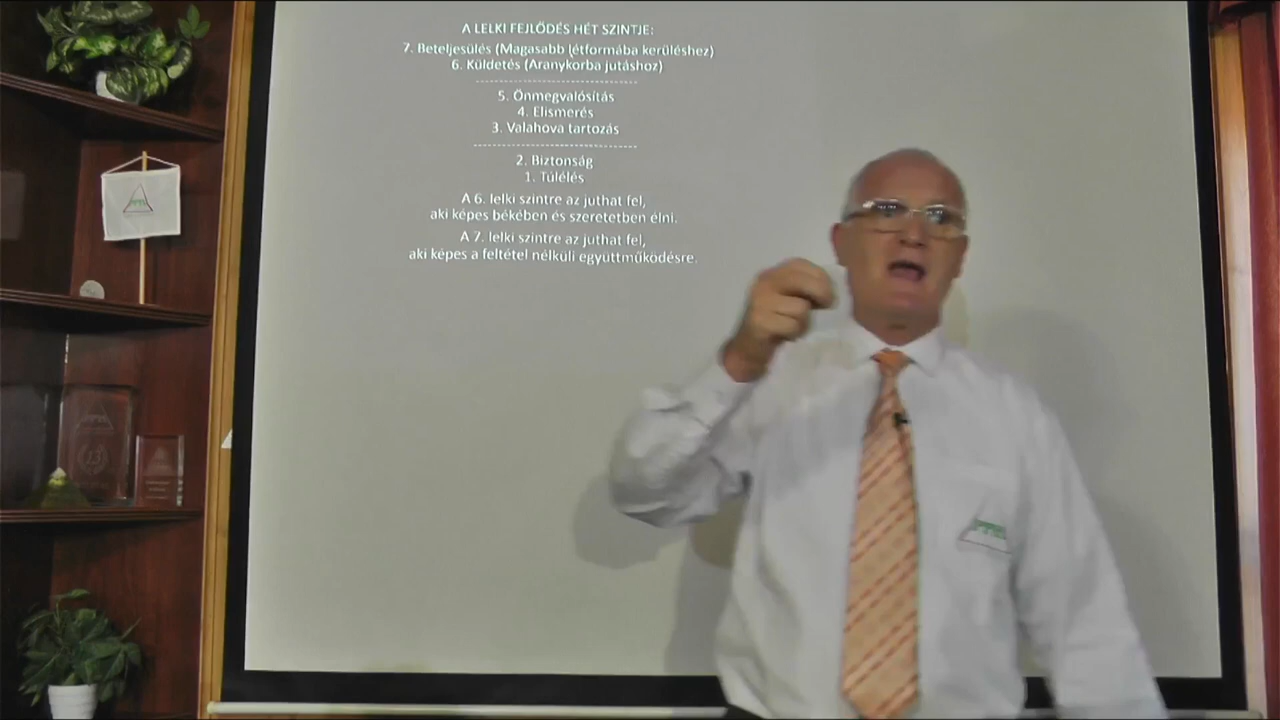 A LELKI FEJLŐDÉS HÉT SZINTJE:
7. Beteljesülés (Magasabb létformába kerüléshez)
6. Küldetés (Aranykorba jutáshoz)
--------------------------------
5. Önmegvalósítás
4. Elismerés
3. Valahova tartozás
--------------------------------
2. Biztonság
1. Túlélés
A 6. lelki szintre az juthat fel,
aki képes békében és szeretetben élni.
A 7. lelki szintre az juthat fel,
aki képes a feltétel nélküli együttműködésre.
13